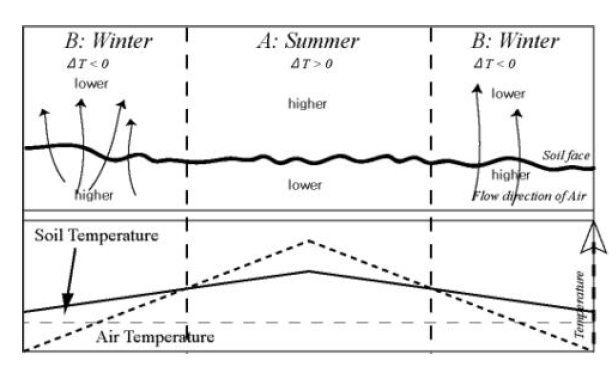 B: Winter
ΔT < 0
lower
A: Summer
ΔT > 0
higher
B: Winter
ΔT < 0
lower
Soil face
higher
lower
higher
Flow direction of Air
Soil Temperature
Air Temperature
Temperature